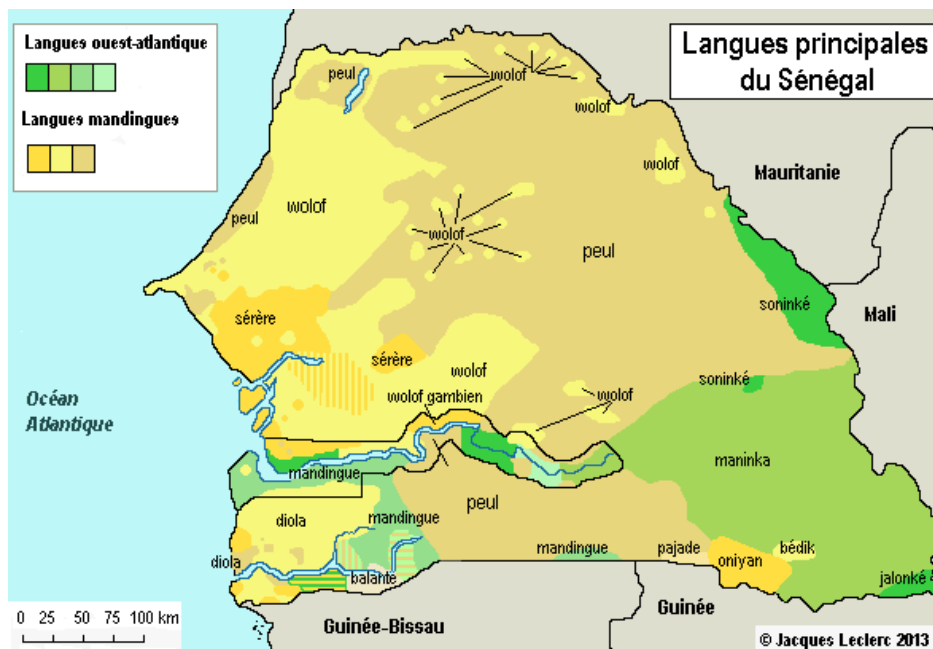 Langues ouest-atlantique
Langues mandingues
Langues principales
du Sénégal
peul
wolof
wolof
wolof
Mauritanie
wolof
peul
wolof
peul
soninké
Mali
sérère
sérère
wolof
soninké
wolof gambien
wolof
Océan
Atlantique
mandingue
maninka
peul
diola
mandingue
mandingue
pajade
bédik
oniyan
diola
balante
jalonké
0 25 50 75 100 km
Guinée-Bissau
Guinée
© Jacques Leclerc 2013